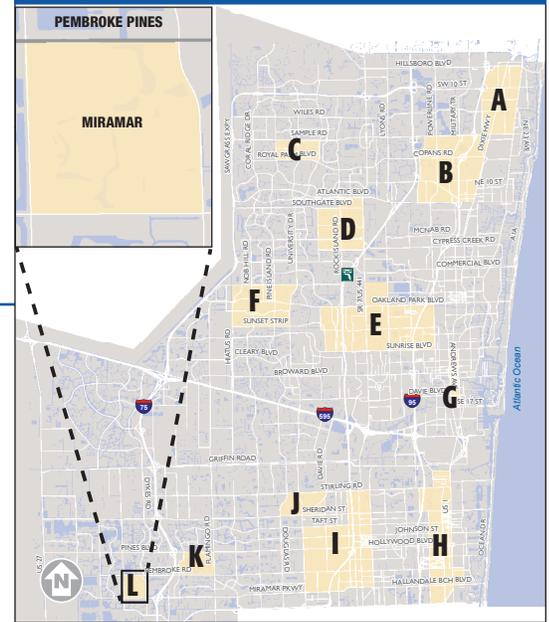 PEMBROKE PINES
MIRAMAR
HILLSBORO BLVD
SW 10 ST
A
SAWGRASS EXPY
CORAL RIDGE DR
WILES RD
LYONS RD
POWERLINE RD
MILITARY TR
DIXIE HWY
NE 23 AVE
SAMPLE RD
C
ROYAL PALM BLVD
COPANS RD
B
NE 10 ST
ATLANTIC BLVD
SOUTHGATE BLVD
UNIVERSITY DR
ROCK ISLAND RD
D
MCNAB RD
CYPRESS CREEK RD
A1A
COMMERCIAL BLVD
NOB HILL RD
PINE ISLAND RD
SR 7/US 441
F
OAKLAND PARK BLVD
SUNSET STRIP
E
SUNRISE BLVD
HIATUS RD
CLEARY BLVD
ANDREWS AVE
BROWARD BLVD
Atlantic Ocean
DAVIE BLVD
G
SE 17 ST
75
595
95
GRIFFIN ROAD
DAVIE RD
DYKES RD
STIRLING RD
J
SHERIDAN ST
TAFT ST
US 1
FLAMINGO RD
DOUGLAS RD
I
JOHNSON ST
HOLLYWOOD BLVD
H
OCEAN DR
PINES BLVD
K
US 27
N
PEMBROKE RD
L
HALLANDALE BCH BLVD
MIRAMAR PKWY